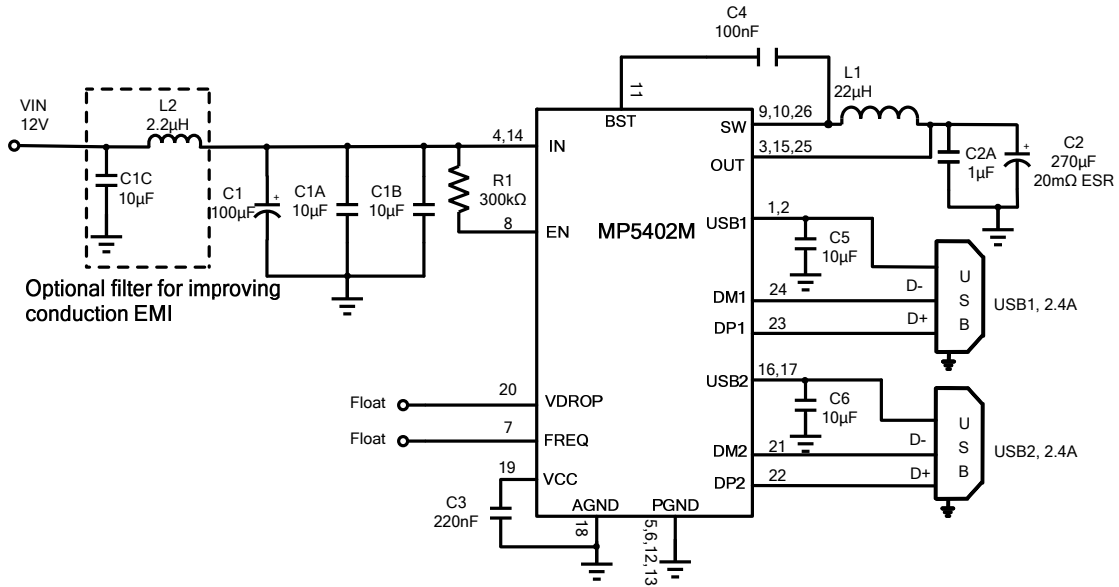 C4
100nF
VIN
12V
L2
2.2µH
11
BST
L1
22µH
9,10,26
SW
4,14
IN
3,15,25
OUT
C2A
1µF
+
C2
270µF
20mΩ ESR
C1C
10µF
C1
100µF
+
C1A
10µF
C1B
10µF
R1
300kΩ
8
EN
MP5402M
USB1
1,2
C5
10µF
Optional filter for improving
conduction EMI
DM1
24
D-
DP1
23
D+
U
S
B
USB1, 2.4A
USB2
16,17
C6
10µF
Float
20
VDROP
Float
7
FREQ
DM2
21
D-
DP2
22
D+
U
S
B
USB2, 2.4A
19
VCC
C3
220nF
AGND
18
PGND
5,6,12,13